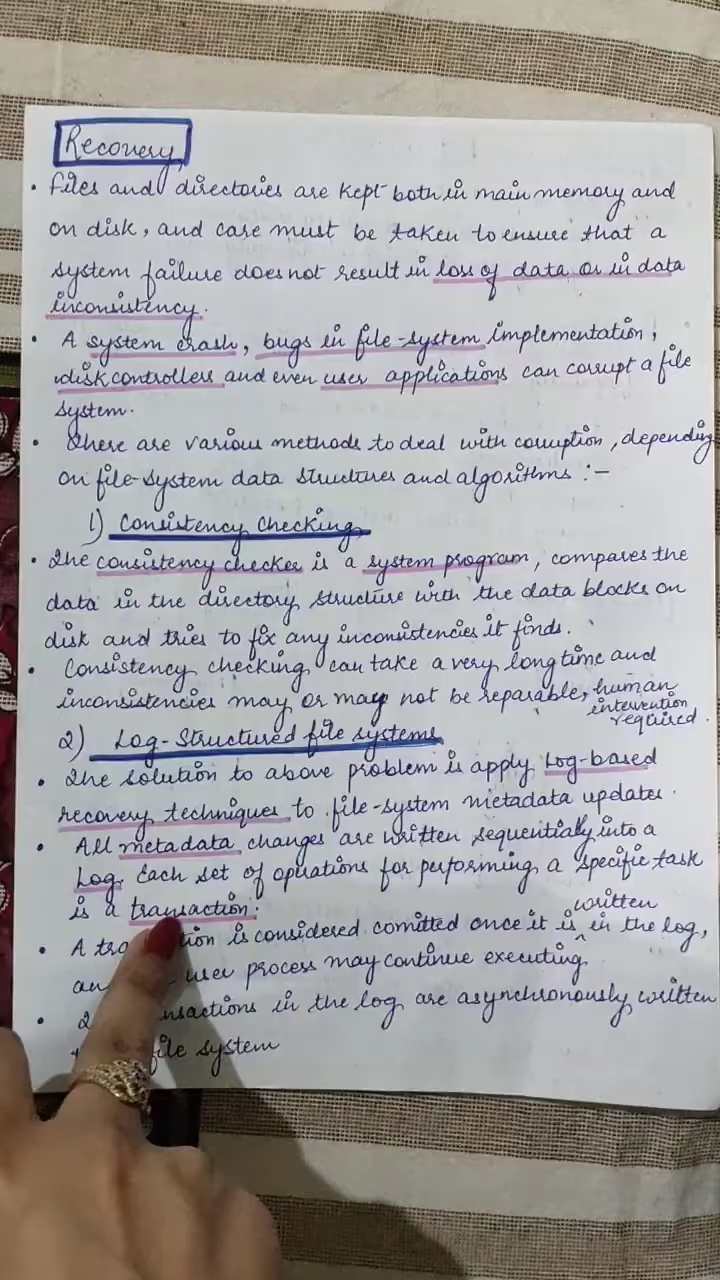 Recovery
• Files and directories are kept both in main memory and
on disk, and care must be taken to ensure that a
system failure does not result in loss of data or in data
inconsistency.
• A system crash, bugs in file-system implementation,
disk controllers and even user applications can corrupt a file
system.
• There are various methods to deal with corruption, depending
on file-system data structures and algorithms :-
1) Consistency Checking
• The consistency checker is a system program, compares the
data in the directory structure with the data blocks on
disk and tries to fix any inconsistencies it finds.
• Consistency checking can take a very long time and
inconsistencies may or may not be reparable, human
intervention
required.
2) Log-Structured file systems
• The solution to above problem is apply Log-based
recovery techniques to file-system metadata updates.
• All metadata changes are written sequentially into a
Log. Each set of operations for performing a specific task
is a transaction.
written
• A is considered comitted once it is ^ in the log,
user process may continue executing.
• in the log are asynchronously written
file system